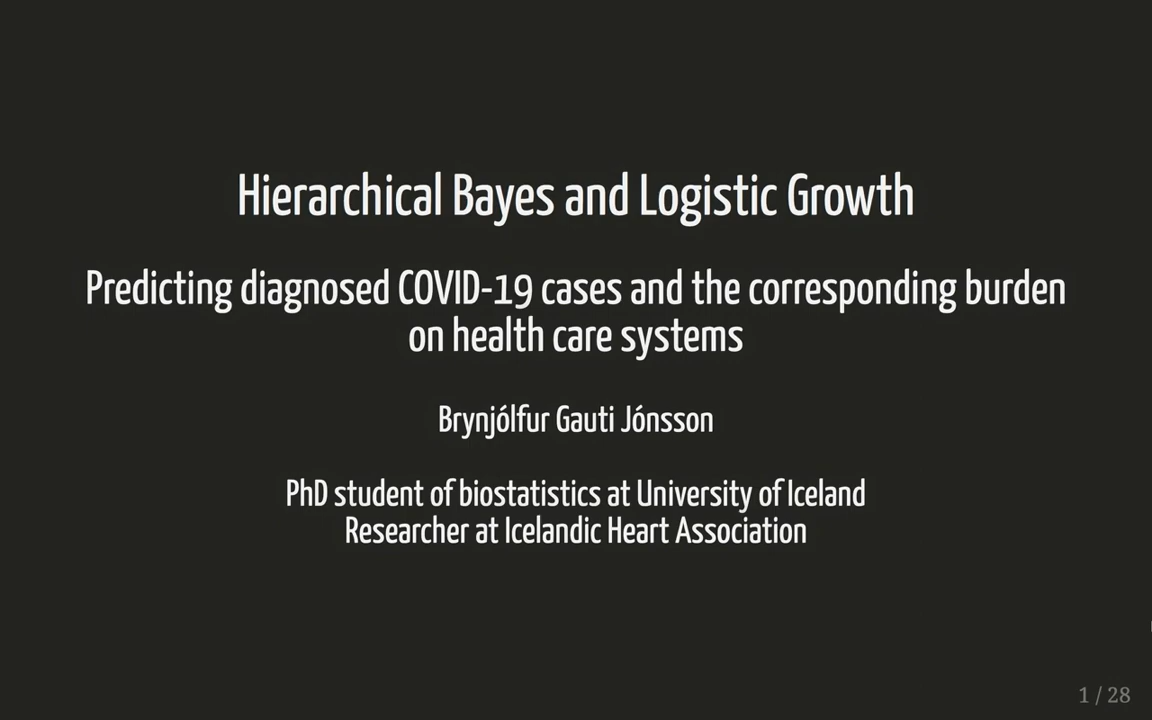 Hierarchical Bayes and Logistic Growth
Predicting diagnosed COVID-19 cases and the corresponding burden
on health care systems
Brynjólfur Gauti Jónsson
PhD student of biostatistics at University of Iceland
Researcher at Icelandic Heart Association
1 / 28